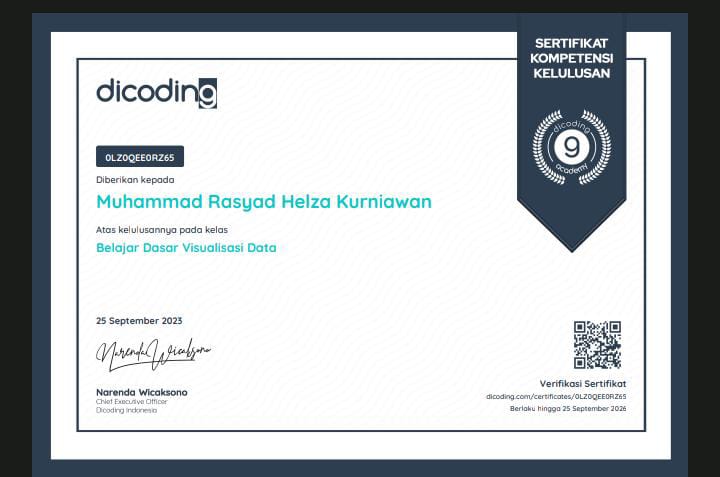 SERTIFIKAT
KOMPETENSI
KELULUSAN
dicoding
dicoding
9
academy
0LZ0QEE0RZ65
Diberikan kepada
Muhammad Rasyad Helza Kurniawan
Atas kelulusannya pada kelas
Belajar Dasar Visualisasi Data
25 September 2023
Narenda Wicaksono
Narenda Wicaksono
Chief Executive Officer
Dicoding Indonesia
Verifikasi Sertifikat
dicoding.com/certificates/0LZ0QEE0RZ65
Berlaku hingga 25 September 2026